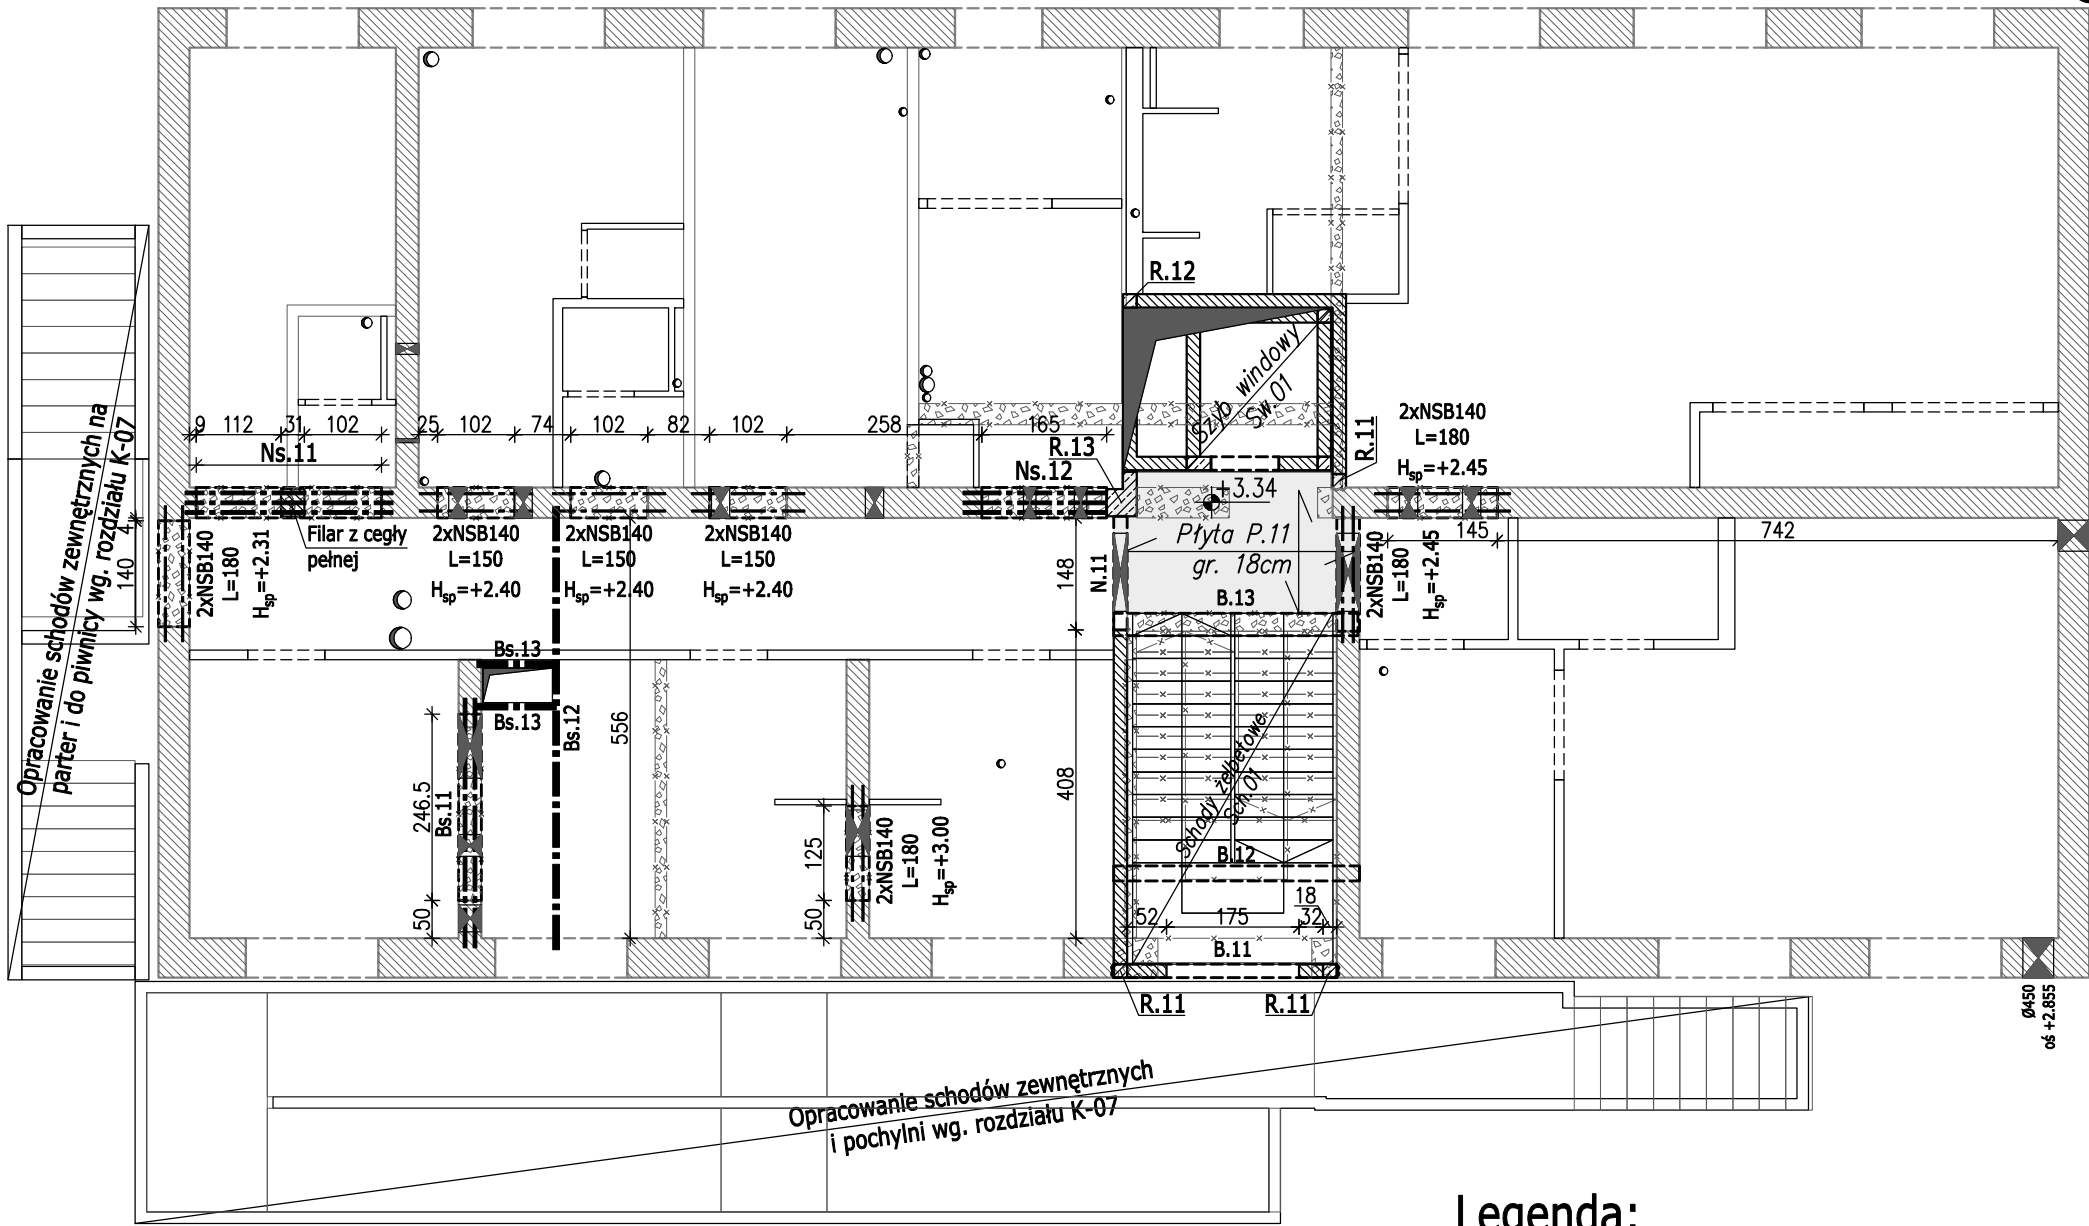 R.12
Szyb windowy
Sw.01
9 112 31 102 25 102 74 102 82 102 258 165
Ns.11
R.13
Ns.12
R.11
2xNSB140
L=180
Hsp=+2.45
+3.34
Płyta P.11
gr. 18cm
N.11
B.13
Filar z cegły
pełnej
2xNSB140
L=150
Hsp=+2.40
2xNSB140
L=150
Hsp=+2.40
2xNSB140
L=150
Hsp=+2.40
2xNSB140
L=180
Hsp=+2.31
4
140
148
2xNSB140
L=180
Hsp=+2.45
145
742
Opracowanie schodów zewnętrznych na
parter i do piwnicy wg. rozdziału K-07
Bs.13
Bs.13
Bs.12
556
246.5
Bs.11
50
125
50
2xNSB140
L=180
Hsp=+3.00
408
Schody żelbetowe
Sch.01
B.12
52 175 18 32
B.11
R.11
R.11
Ø450
oś +2.855
Opracowanie schodów zewnętrznych
i pochylni wg. rozdziału K-07
Legenda: